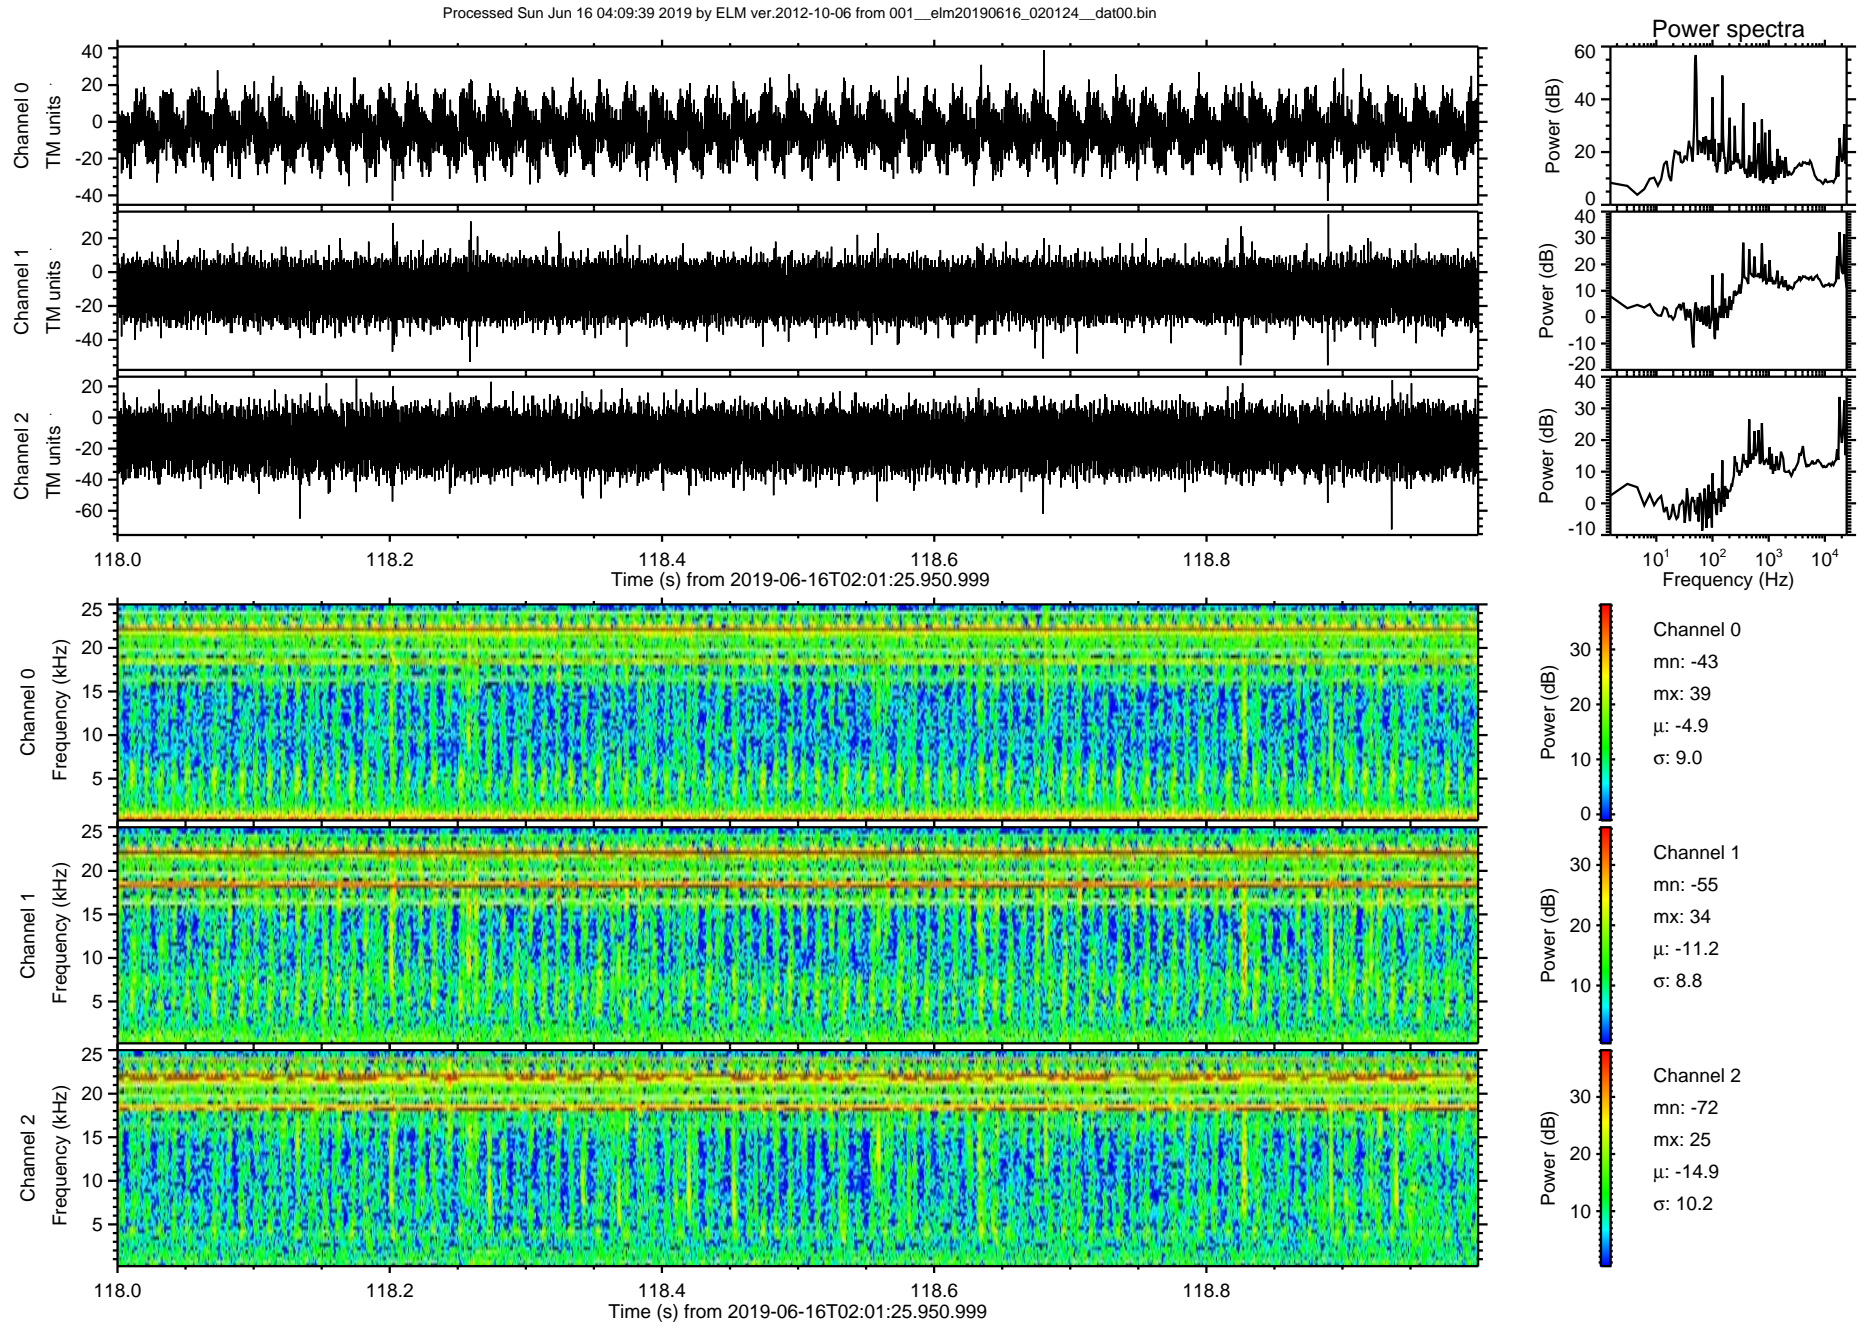 Processed Sun Jun 16 04:09:39 2019 by ELM ver.2012-10-06 from 001__elm20190616_020124__dat00.bin
Power spectra
Channel 0
TM units
40
20
0
-20
-40
Power (dB)
60
40
20
0
Channel 1
TM units
20
0
-20
-40
Power (dB)
40
30
20
10
0
-10
-20
Channel 2
TM units
20
0
-20
-40
-60
Power (dB)
40
30
20
10
0
-10
118.0 118.2 118.4 118.6 118.8
Time (s) from 2019-06-16T02:01:25.950.999
10^1 10^2 10^3 10^4
Frequency (Hz)
Channel 0
Frequency (kHz)
25
20
15
10
5
Power (dB)
30
20
10
0
Channel 0
mn: -43
mx: 39
µ: -4.9
σ: 9.0
Channel 1
Frequency (kHz)
25
20
15
10
5
Power (dB)
30
20
10
Channel 1
mn: -55
mx: 34
µ: -11.2
σ: 8.8
Channel 2
Frequency (kHz)
25
20
15
10
5
Power (dB)
30
20
10
Channel 2
mn: -72
mx: 25
µ: -14.9
σ: 10.2
118.0 118.2 118.4 118.6 118.8
Time (s) from 2019-06-16T02:01:25.950.999